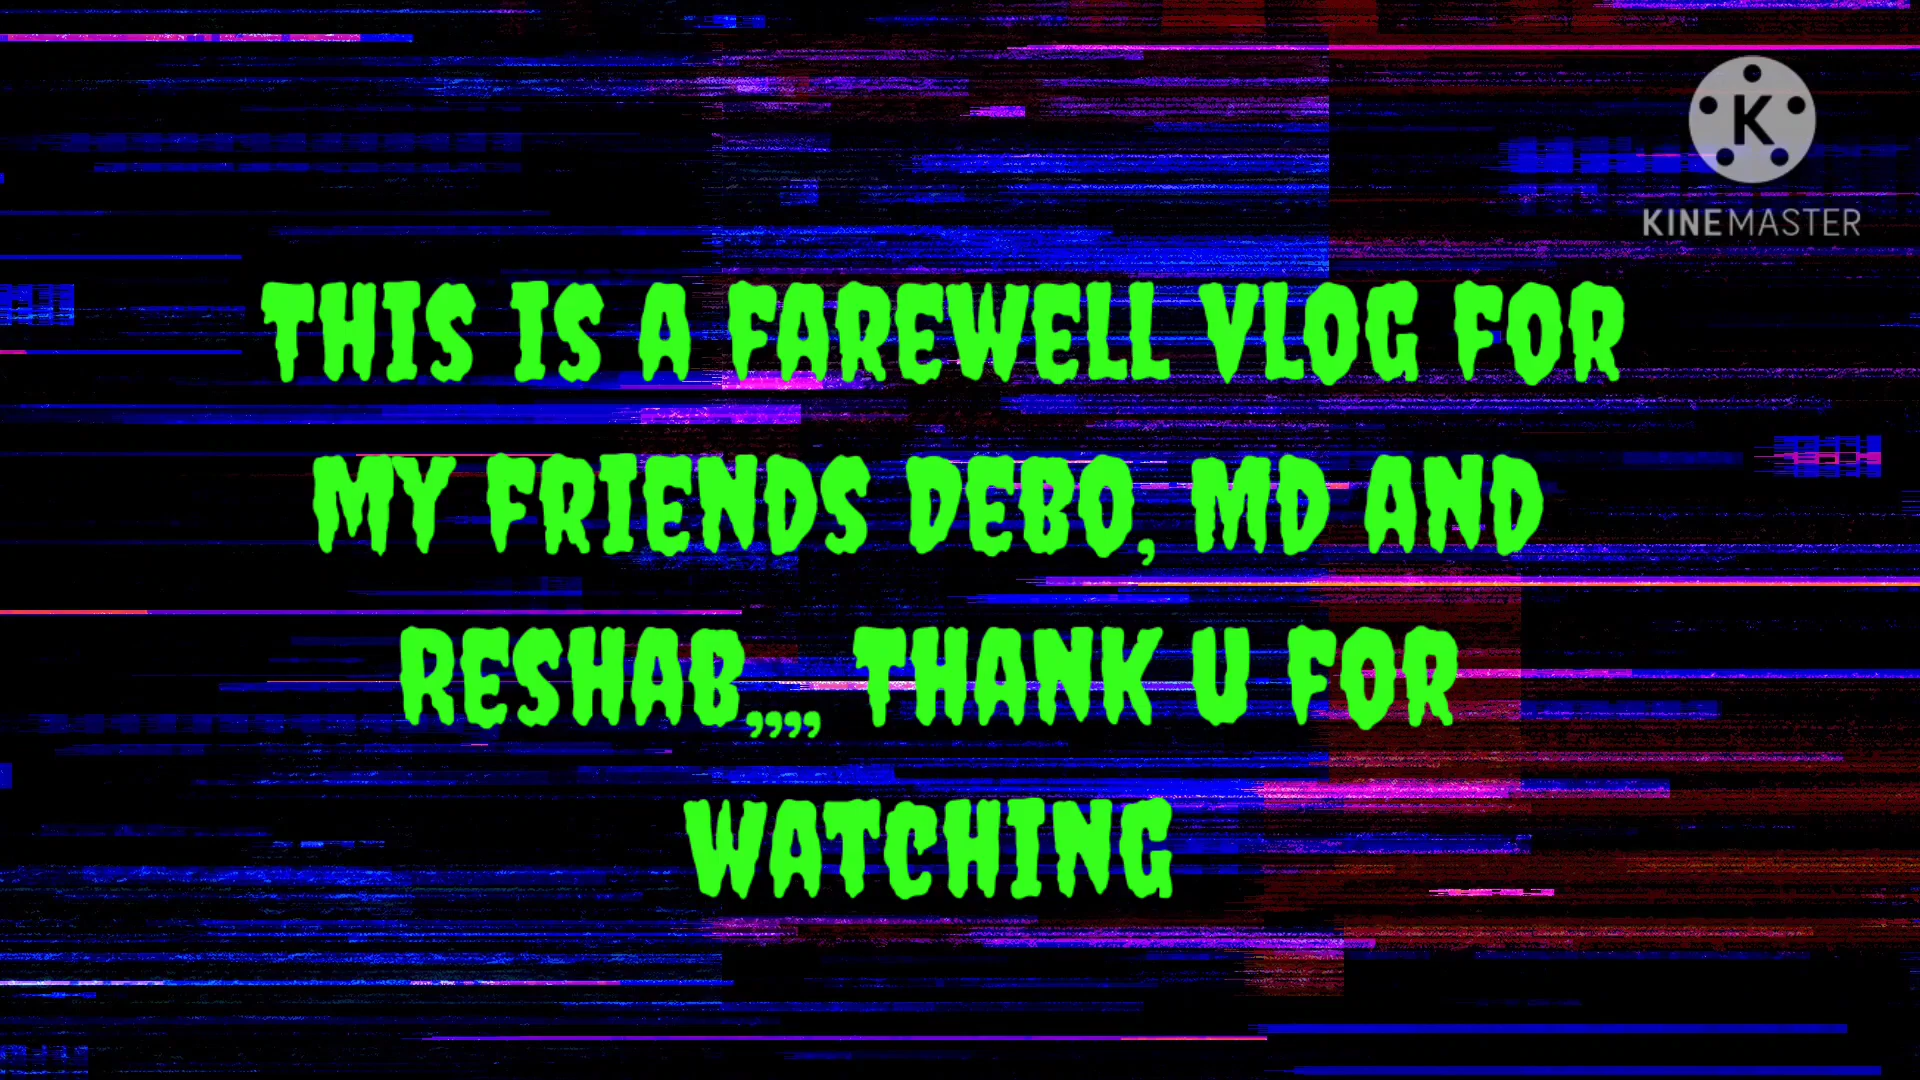 K
KINEMASTER
THIS IS A FAREWELL VLOG FOR
MY FRIENDS DEBO, MD AND
RESHAB,,,, THANK U FOR
WATCHING